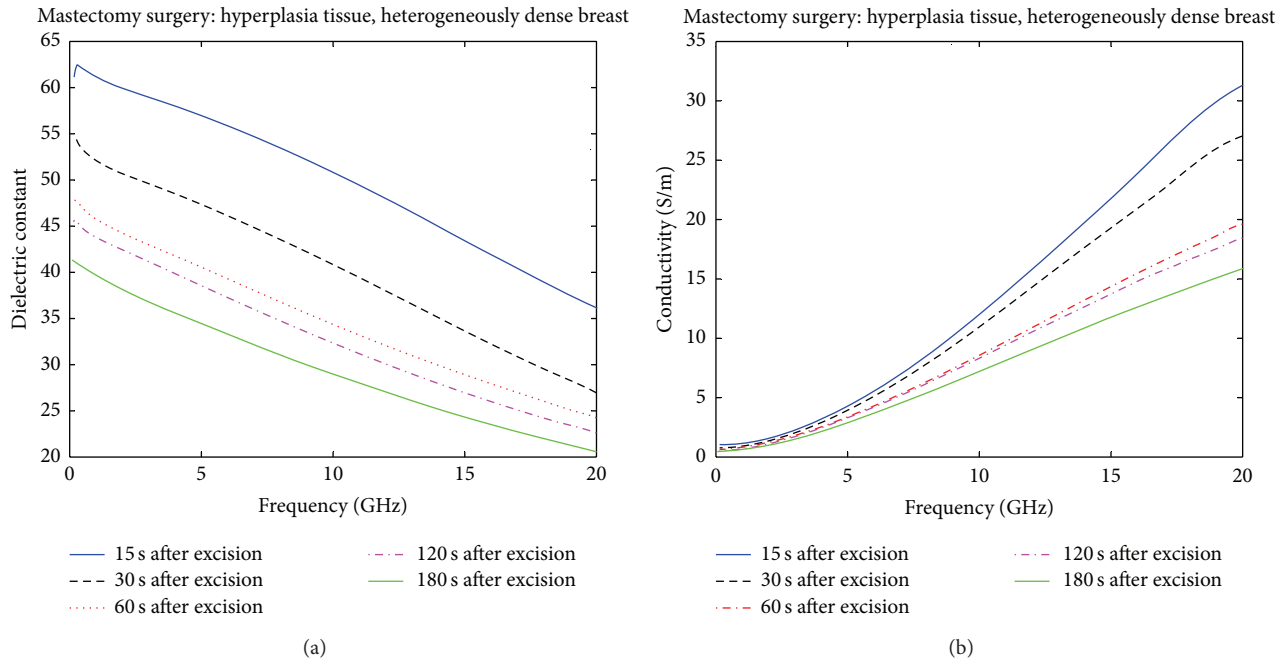 Mastectomy surgery: hyperplasia tissue, heterogeneously dense breast
65
60
55
50
45
40
35
30
25
20
Dielectric constant
0
5
10
15
20
Frequency (GHz)
15 s after excision
30 s after excision
60 s after excision
120 s after excision
180 s after excision
(a)
Mastectomy surgery: hyperplasia tissue, heterogeneously dense breast
35
30
25
20
15
10
5
0
Conductivity (S/m)
0
5
10
15
20
Frequency (GHz)
15 s after excision
30 s after excision
60 s after excision
120 s after excision
180 s after excision
(b)